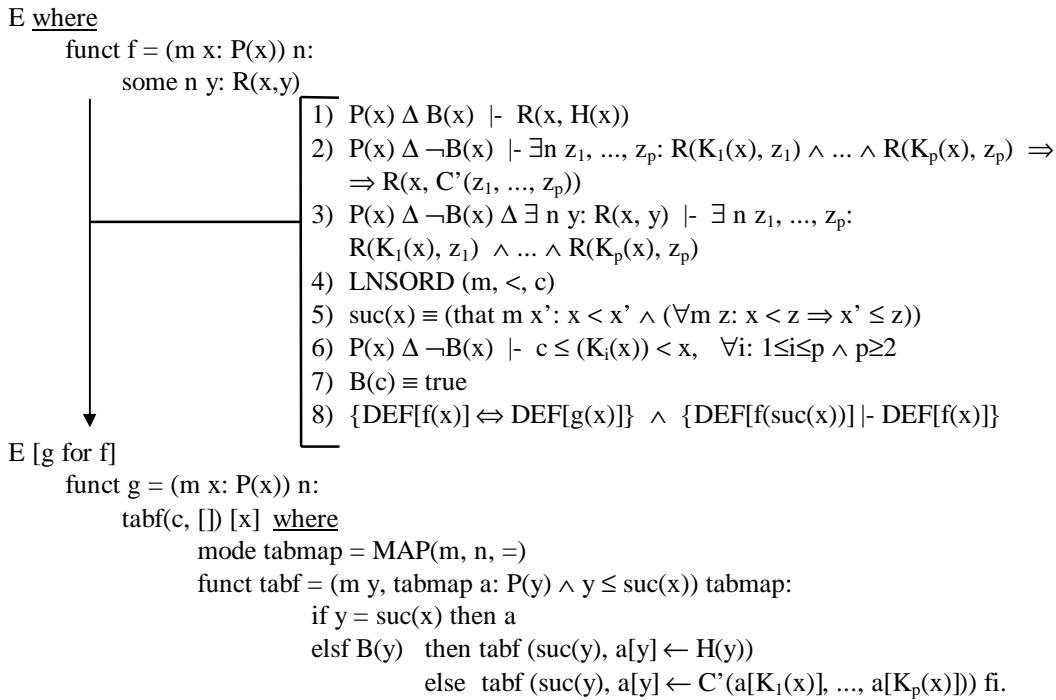 E where
funct f = (m x: P(x)) n:
some n y: R(x,y)
1) P(x) Δ B(x) |- R(x, H(x))
2) P(x) Δ ¬B(x) |- ∃n z₁, ..., zₚ: R(K₁(x), z₁) ∧ ... ∧ R(Kₚ(x), zₚ) ⇒
⇒ R(x, C’(z₁, ..., zₚ))
3) P(x) Δ ¬B(x) Δ ∃ n y: R(x, y) |- ∃ n z₁, ..., zₚ:
R(K₁(x), z₁) ∧ ... ∧ R(Kₚ(x), zₚ)
4) LNSORD (m, <, c)
5) suc(x) ≡ (that m x’: x < x’ ∧ (∀m z: x < z ⇒ x’ ≤ z))
6) P(x) Δ ¬B(x) |- c ≤ (Kᵢ(x)) < x, ∀i: 1≤i≤p ∧ p≥2
7) B(c) ≡ true
8) {DEF[f(x)] ⇔ DEF[g(x)]} ∧ {DEF[f(suc(x))] |- DEF[f(x)]}
E [g for f]
funct g = (m x: P(x)) n:
tabf(c, []) [x] where
mode tabmap = MAP(m, n, =)
funct tabf = (m y, tabmap a: P(y) ∧ y ≤ suc(x)) tabmap:
if y = suc(x) then a
elsf B(y) then tabf (suc(y), a[y] ← H(y))
else tabf (suc(y), a[y] ← C’(a[K₁(x)], ..., a[Kₚ(x)])) fi.